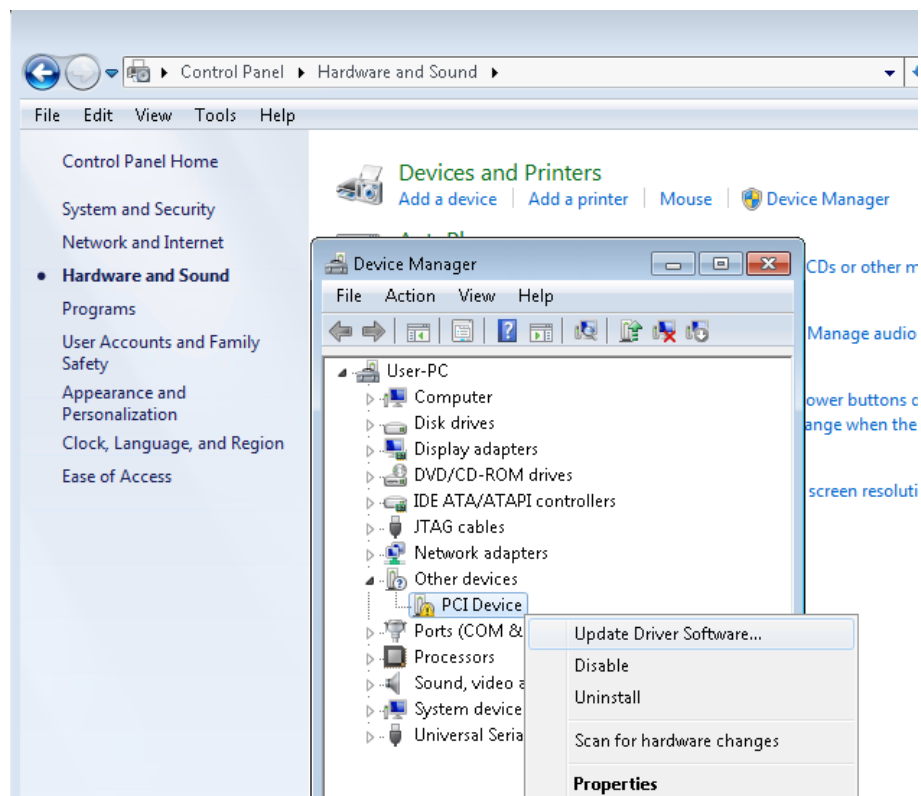 Control Panel Hardware and Sound
File Edit View Tools Help
Control Panel Home
System and Security
Network and Internet
Hardware and Sound
Programs
User Accounts and Family
Safety
Appearance and
Personalization
Clock, Language, and Region
Ease of Access
Devices and Printers
Add a device Add a printer Mouse Device Manager
CDs or other
Manage audio
ower buttons
ange when the
screen resoluti
Device Manager
File Action View Help
User-PC
Computer
Disk drives
Display adapters
DVD/CD-ROM drives
IDE ATA/ATAPI controllers
JTAG cables
Network adapters
Other devices
PCI Device
Ports (COM &
Processors
Sound, video a
System device
Universal Seria
Update Driver Software...
Disable
Uninstall
Scan for hardware changes
Properties